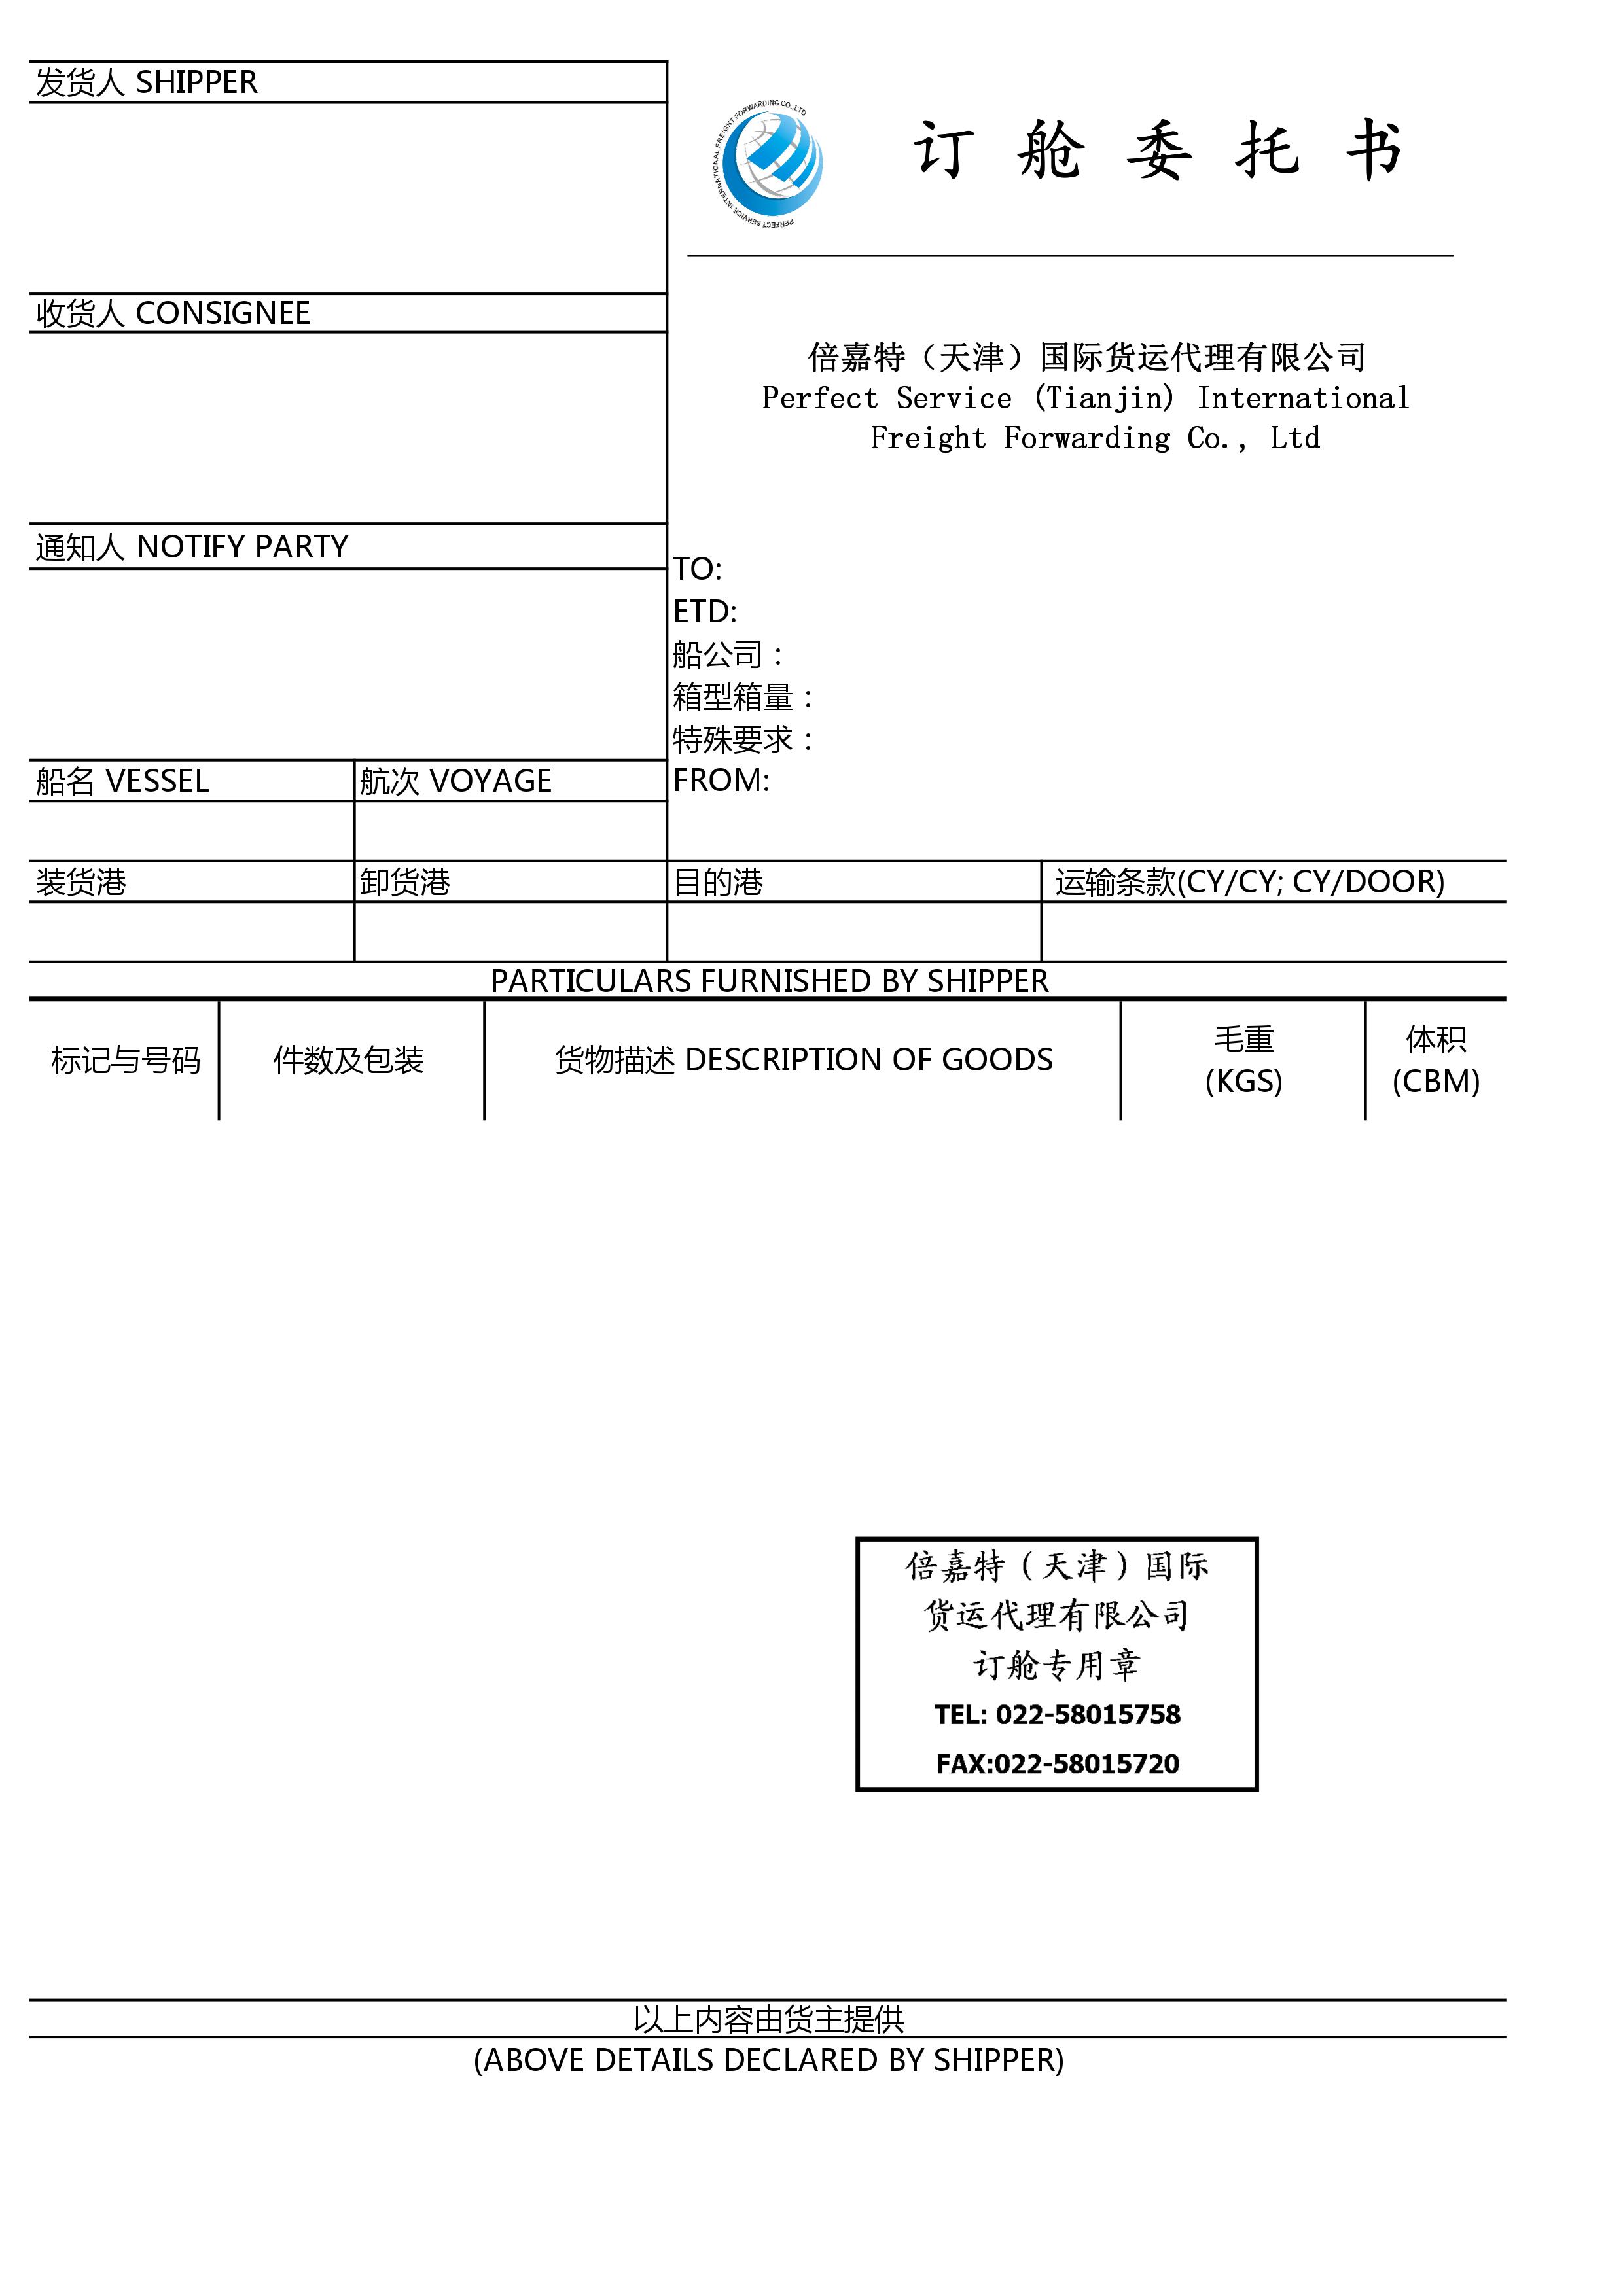 发货人 SHIPPER
PERFECT SERVICE INTERNATIONAL FREIGHT FORWARDING CO.,LTD
订舱委托书
收货人 CONSIGNEE
倍嘉特（天津）国际货运代理有限公司
Perfect Service (Tianjin) International
Freight Forwarding Co., Ltd
通知人 NOTIFY PARTY
TO:
ETD:
船公司：
箱型箱量：
特殊要求：
船名 VESSEL
航次 VOYAGE
FROM:
装货港
卸货港
目的港
运输条款(CY/CY; CY/DOOR)
PARTICULARS FURNISHED BY SHIPPER
标记与号码
件数及包装
货物描述 DESCRIPTION OF GOODS
毛重
(KGS)
体积
(CBM)
倍嘉特（天津）国际
货运代理有限公司
订舱专用章
TEL: 022-58015758
FAX:022-58015720
以上内容由货主提供
(ABOVE DETAILS DECLARED BY SHIPPER)